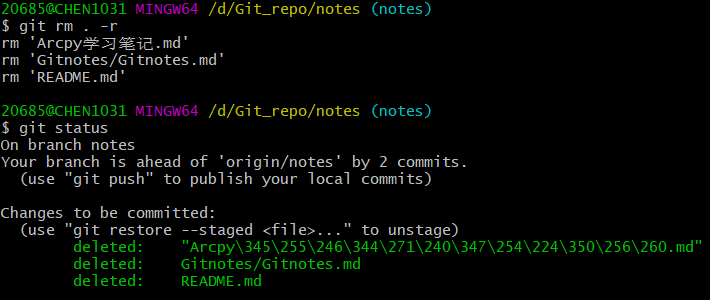 20685@CHEN1031 MINGW64 /d/Git_repo/notes (notes)
$ git rm . -r
rm 'Arcpy学习笔记.md'
rm 'Gitnotes/Gitnotes.md'
rm 'README.md'
20685@CHEN1031 MINGW64 /d/Git_repo/notes (notes)
$ git status
On branch notes
Your branch is ahead of 'origin/notes' by 2 commits.
  (use "git push" to publish your local commits)
Changes to be committed:
  (use "git restore --staged <file>..." to unstage)
        deleted:    "Arcpy\345\255\246\344\271\240\347\254\224\350\256\260.md"
        deleted:    Gitnotes/Gitnotes.md
        deleted:    README.md